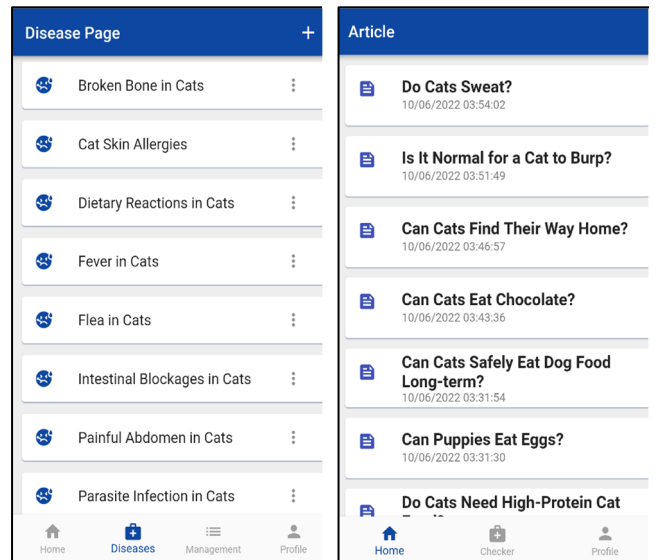 Disease Page +
Broken Bone in Cats
Cat Skin Allergies
Dietary Reactions in Cats
Fever in Cats
Flea in Cats
Intestinal Blockages in Cats
Painful Abdomen in Cats
Parasite Infection in Cats
Home Diseases Management Profile
Article
Do Cats Sweat?
10/06/2022 03:54:02
Is It Normal for a Cat to Burp?
10/06/2022 03:51:49
Can Cats Find Their Way Home?
10/06/2022 03:46:57
Can Cats Eat Chocolate?
10/06/2022 03:43:36
Can Cats Safely Eat Dog Food
Long-term?
10/06/2022 03:31:54
Can Puppies Eat Eggs?
10/06/2022 03:31:30
Do Cats Need High-Protein Cat
Home Checker Profile